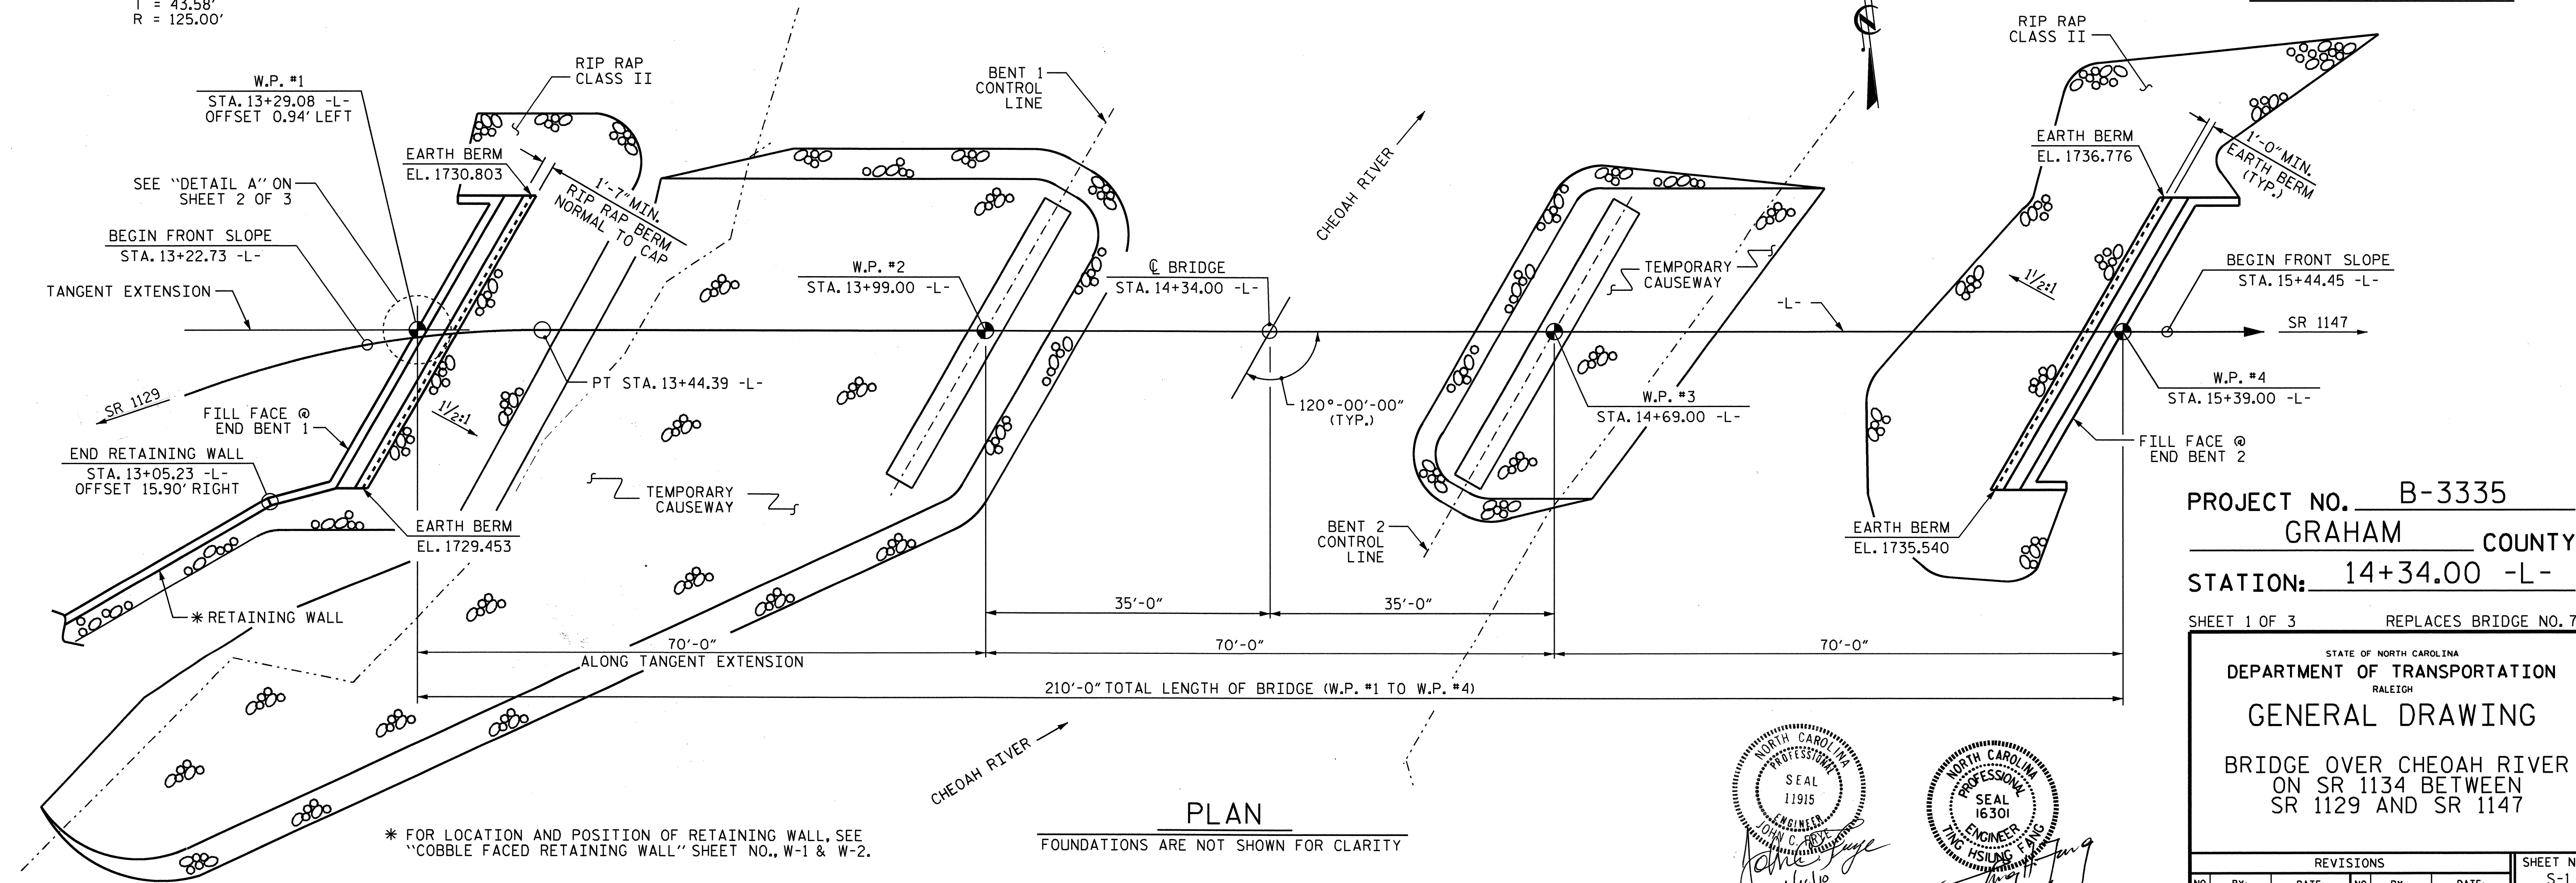 T = 43.58'
R = 125.00'
W.P. #1
STA. 13+29.08 -L-
OFFSET 0.94' LEFT
RIP RAP
CLASS II
EARTH BERM
EL. 1730.803
1'-7" MIN.
RIP RAP BERM
NORMAL TO CAP
SEE "DETAIL A" ON
SHEET 2 OF 3
BEGIN FRONT SLOPE
STA. 13+22.73 -L-
TANGENT EXTENSION
SR 1129
FILL FACE @
END BENT 1
1½:1
END RETAINING WALL
STA. 13+05.23 -L-
OFFSET 15.90' RIGHT
PT STA. 13+44.39 -L-
EARTH BERM
EL. 1729.453
* RETAINING WALL
TEMPORARY
CAUSEWAY
W.P. #2
STA. 13+99.00 -L-
BENT 1
CONTROL
LINE
℄ BRIDGE
STA. 14+34.00 -L-
CHEOAH RIVER
120°-00'-00"
(TYP.)
TEMPORARY
CAUSEWAY
W.P. #3
STA. 14+69.00 -L-
BENT 2
CONTROL
LINE
-L-
RIP RAP
CLASS II
EARTH BERM
EL. 1736.776
1'-0" MIN.
EARTH BERM
(TYP.)
1½:1
BEGIN FRONT SLOPE
STA. 15+44.45 -L-
SR 1147
W.P. #4
STA. 15+39.00 -L-
FILL FACE @
END BENT 2
EARTH BERM
EL. 1735.540
35'-0"
35'-0"
70'-0"
ALONG TANGENT EXTENSION
70'-0"
70'-0"
210'-0" TOTAL LENGTH OF BRIDGE (W.P. #1 TO W.P. #4)
CHEOAH RIVER
PLAN
FOUNDATIONS ARE NOT SHOWN FOR CLARITY
* FOR LOCATION AND POSITION OF RETAINING WALL, SEE
"COBBLE FACED RETAINING WALL" SHEET NO., W-1 & W-2.
NORTH CAROLINA
PROFESSIONAL
SEAL
11915
ENGINEER
JOHN C. FRYE
NORTH CAROLINA
PROFESSIONAL
SEAL
16301
ENGINEER
TING HSIUNG FANG
PROJECT NO. B-3335
GRAHAM COUNTY
STATION: 14+34.00 -L-
SHEET 1 OF 3 REPLACES BRIDGE NO. 7
STATE OF NORTH CAROLINA
DEPARTMENT OF TRANSPORTATION
RALEIGH
GENERAL DRAWING
BRIDGE OVER CHEOAH RIVER
ON SR 1134 BETWEEN
SR 1129 AND SR 1147
REVISIONS
SHEET N
S-1